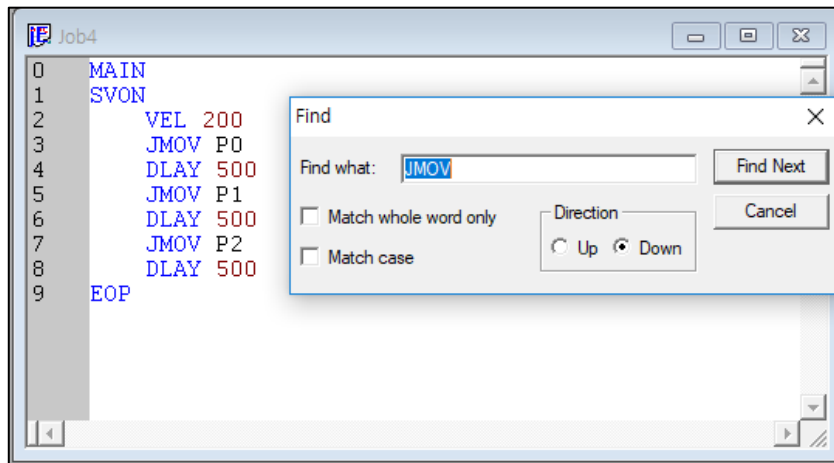 Job4
0 MAIN
1 SVON
2 VEL 200
3 JMOV P0
4 DLAY 500
5 JMOV P1
6 DLAY 500
7 JMOV P2
8 DLAY 500
9 EOP
Find
Find what: JMOV
Find Next
Match whole word only
Match case
Direction
Up Down
Cancel